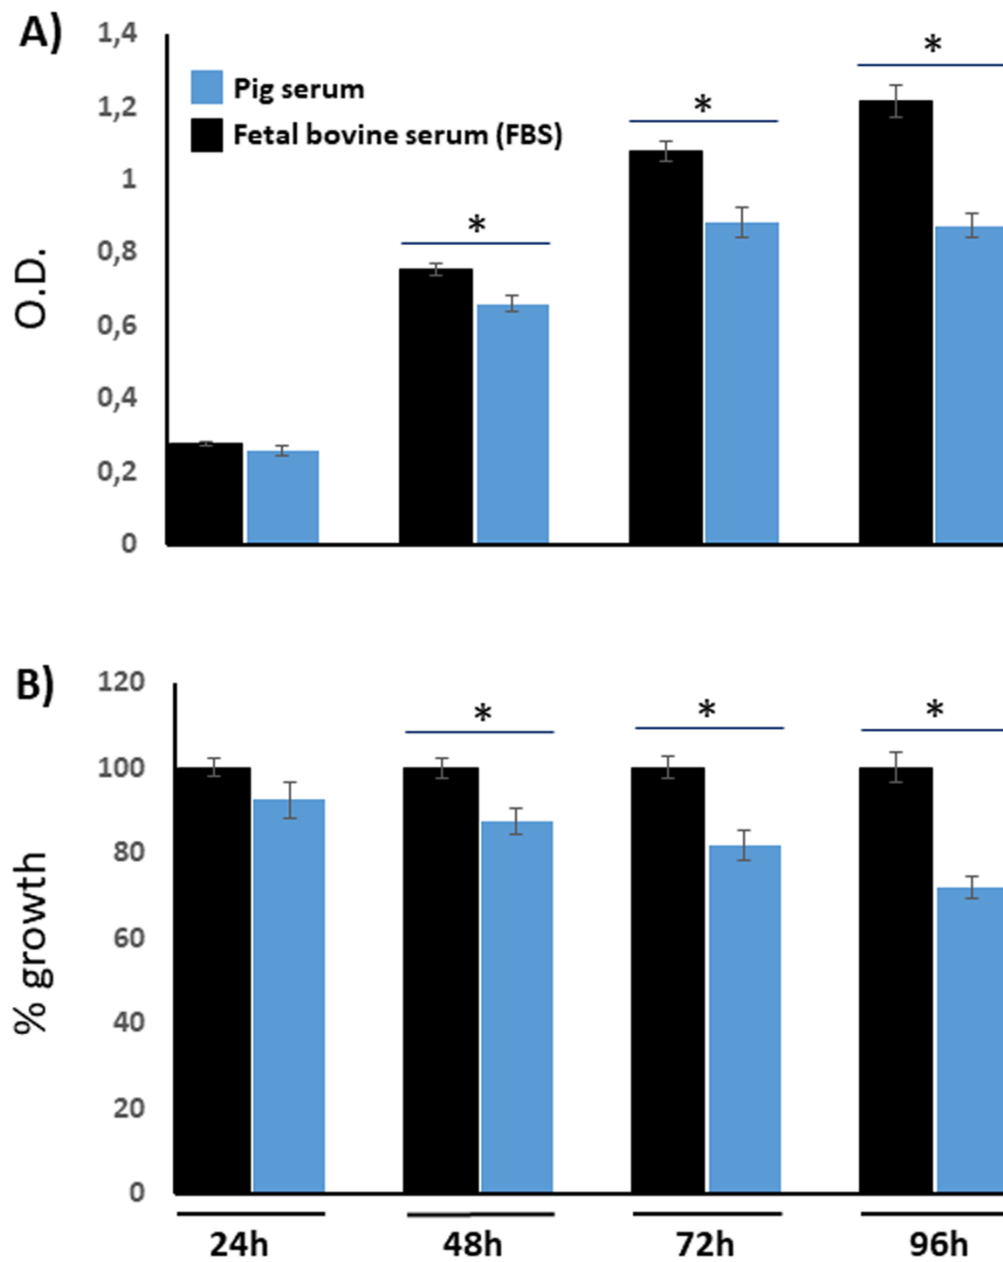 A)
1,4
1,2
1
0,8
0,6
0,4
0,2
0
O.D.
Pig serum
Fetal bovine serum (FBS)
*
*
*
B)
120
100
80
60
40
20
0
% growth
*
*
*
24h
48h
72h
96h